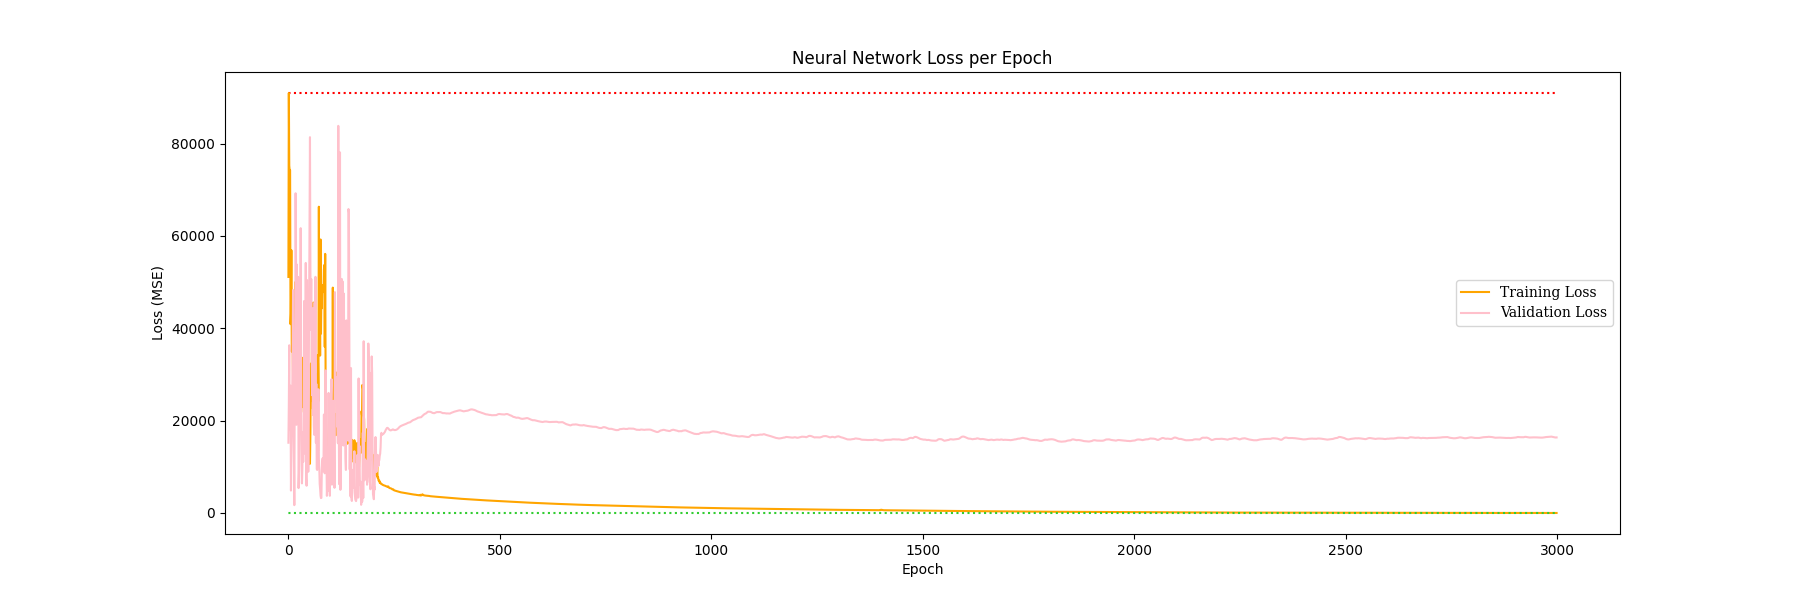 Neural Network Loss per Epoch
80000
60000
40000
20000
0
Loss (MSE)
Training Loss
Validation Loss
0 500 1000 1500 2000 2500 3000
Epoch